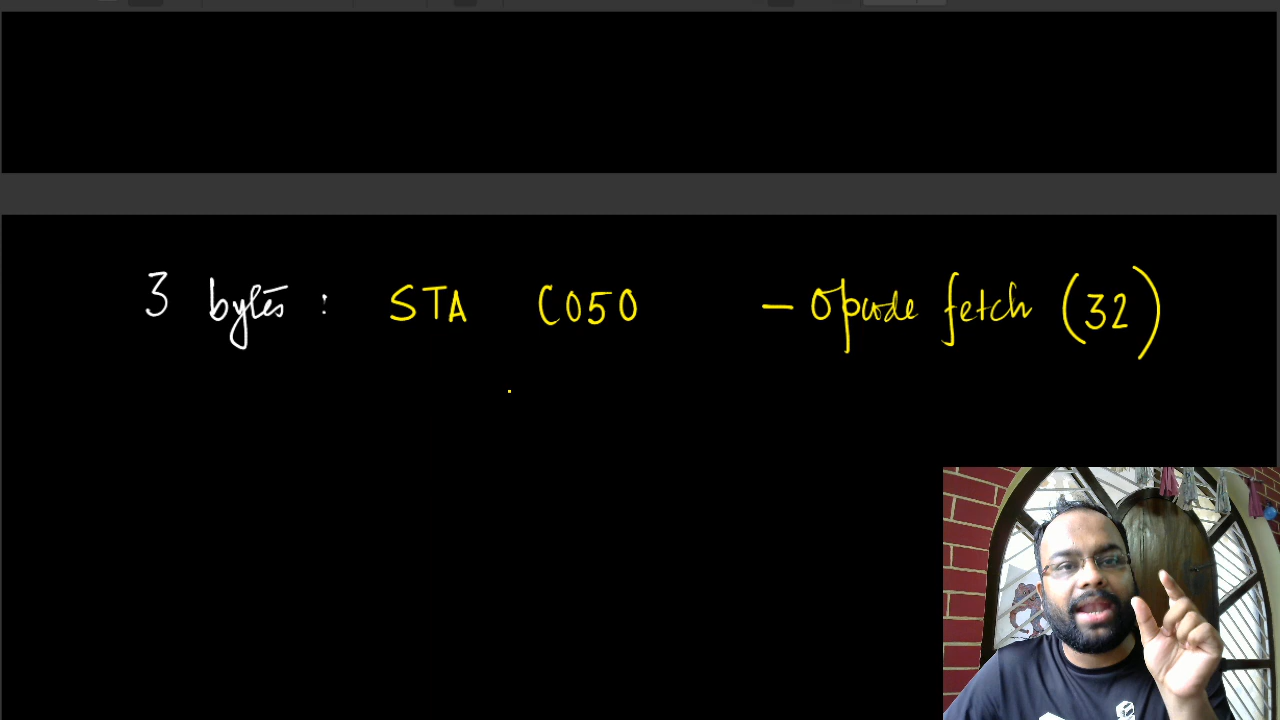 3 bytes : STA C050 — Opcode fetch (32)